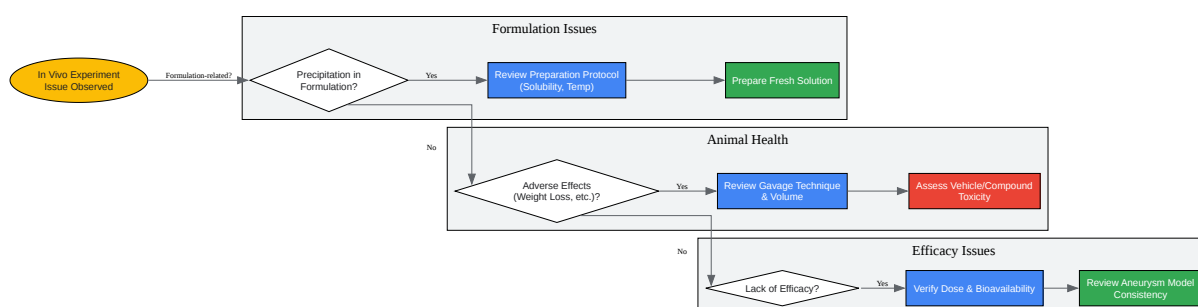 Formulation Issues
In Vivo Experiment
Issue Observed
Formulation-related?
Precipitation in
Formulation?
Yes
Review Preparation Protocol
(Solubility, Temp)
Prepare Fresh Solution
No
Animal Health
Adverse Effects
(Weight Loss, etc.)?
Yes
Review Gavage Technique
& Volume
Assess Vehicle/Compound
Toxicity
No
Efficacy Issues
Lack of Efficacy?
Yes
Verify Dose & Bioavailability
Review Aneurysm Model
Consistency